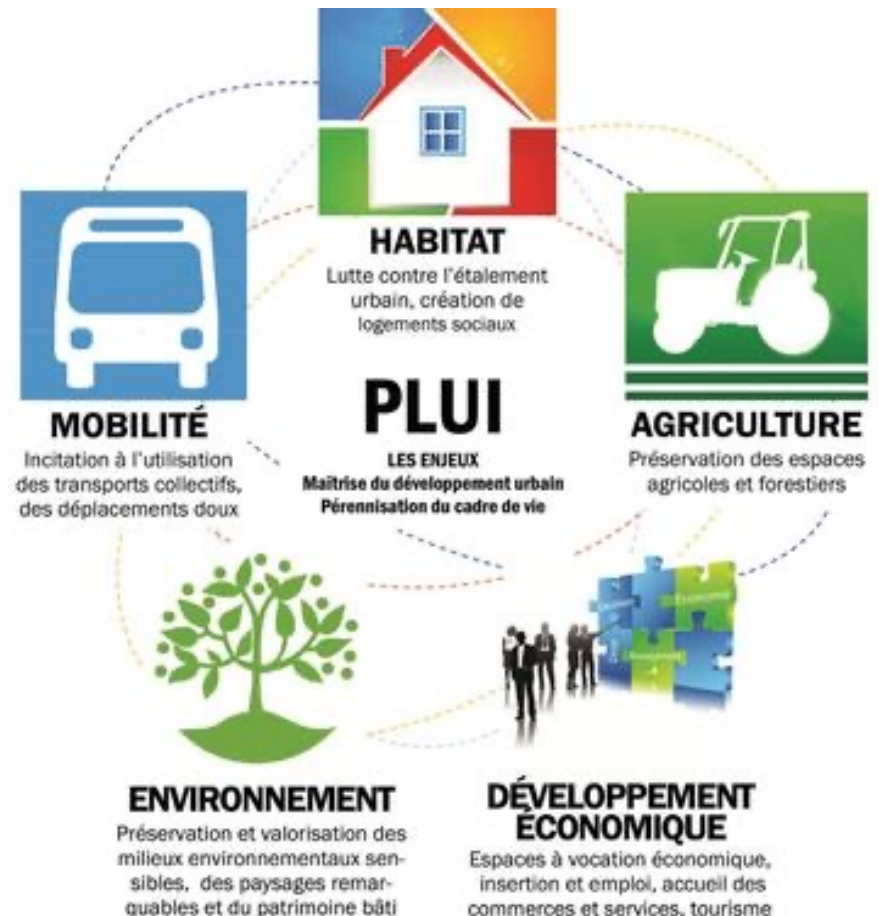 HABITAT
Lutte contre l'étalement
urbain, création de
logements sociaux
MOBILITÉ
Incitation à l'utilisation
des transports collectifs,
des déplacements doux
PLUI
LES ENJEUX
Maîtrise du développement urbain
Pérennisation du cadre de vie
AGRICULTURE
Préservation des espaces
agricoles et forestiers
ENVIRONNEMENT
Préservation et valorisation des
milieux environnementaux sen-
sibles, des paysages remar-
quables et du patrimoine bâti
DÉVELOPPEMENT
ÉCONOMIQUE
Espaces à vocation économique,
insertion et emploi, accueil des
commerces et services, tourisme